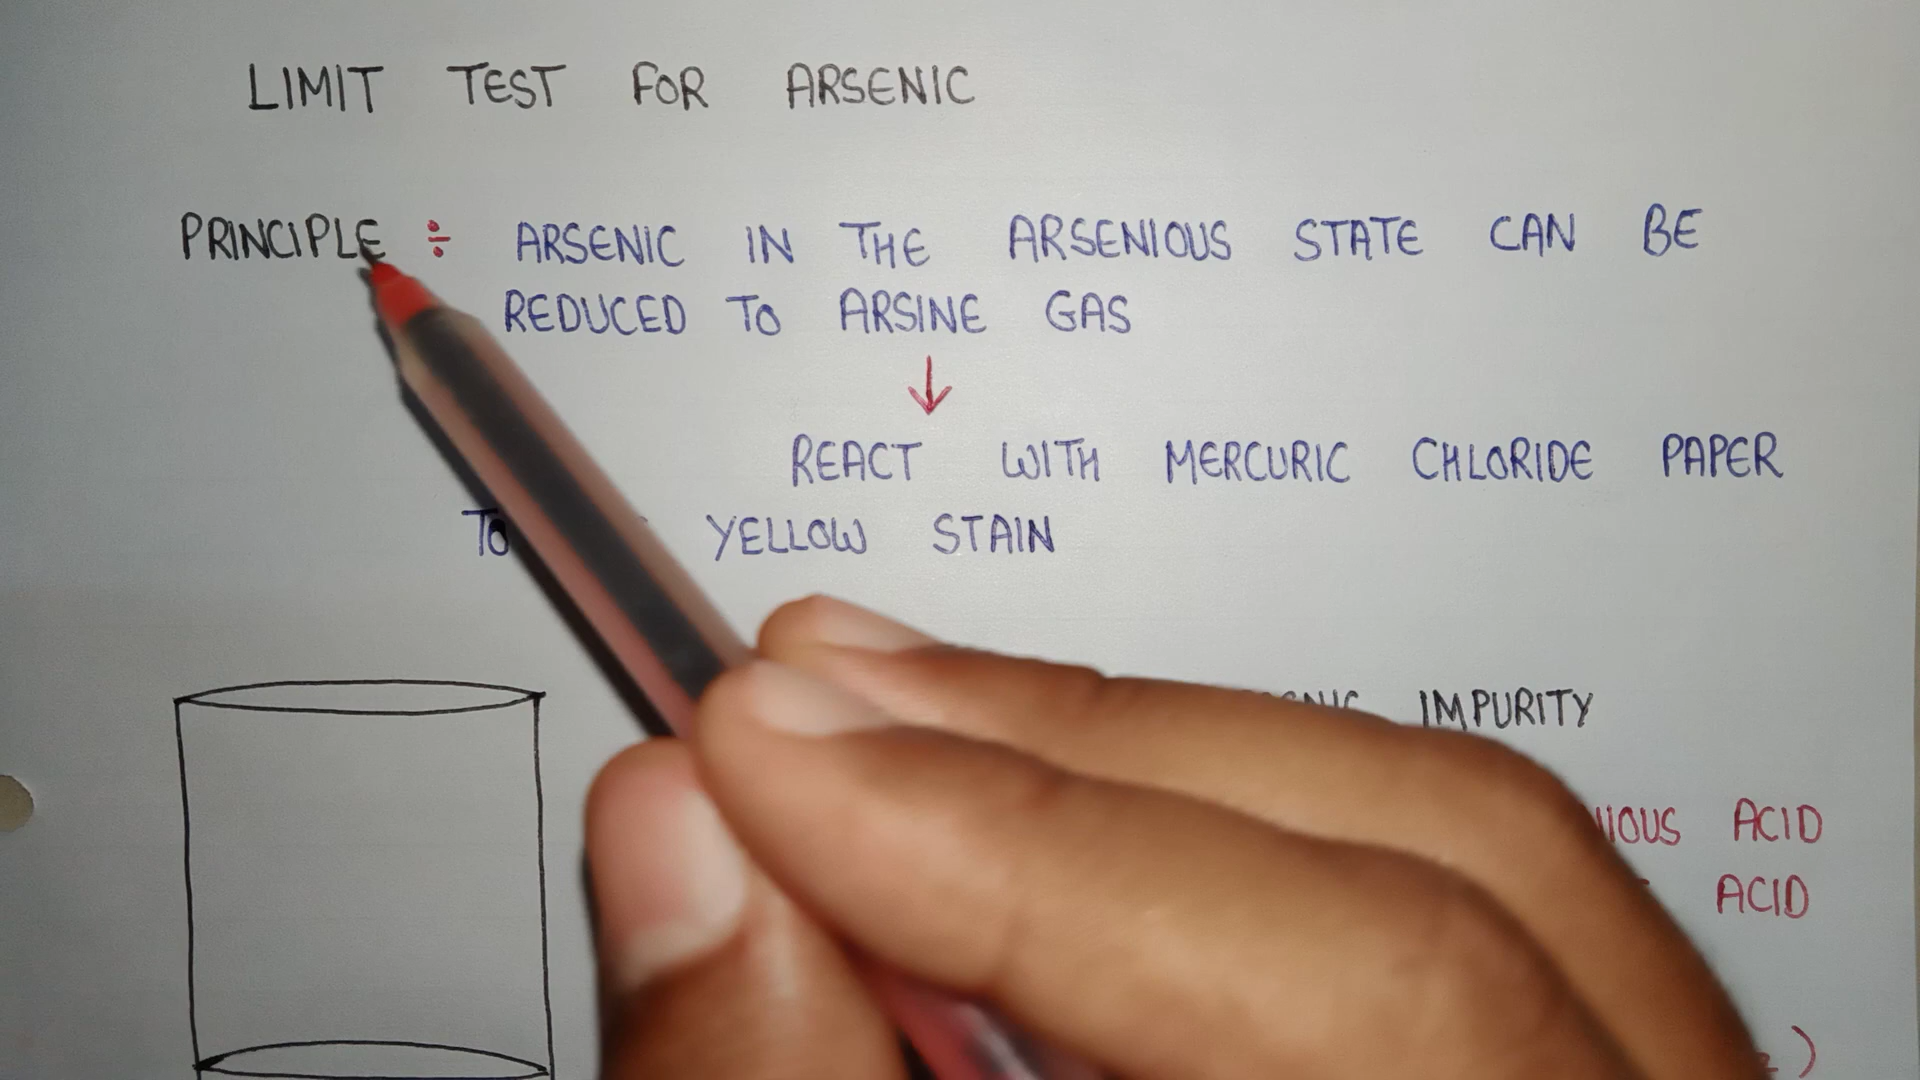 LIMIT TEST FOR ARSENIC
PRINCIPLE ÷ ARSENIC IN THE ARSENIOUS STATE CAN BE
REDUCED TO ARSINE GAS
↓
REACT WITH MERCURIC CHLORIDE PAPER
TO YELLOW STAIN
IMPURITY
ACID
ACID
)